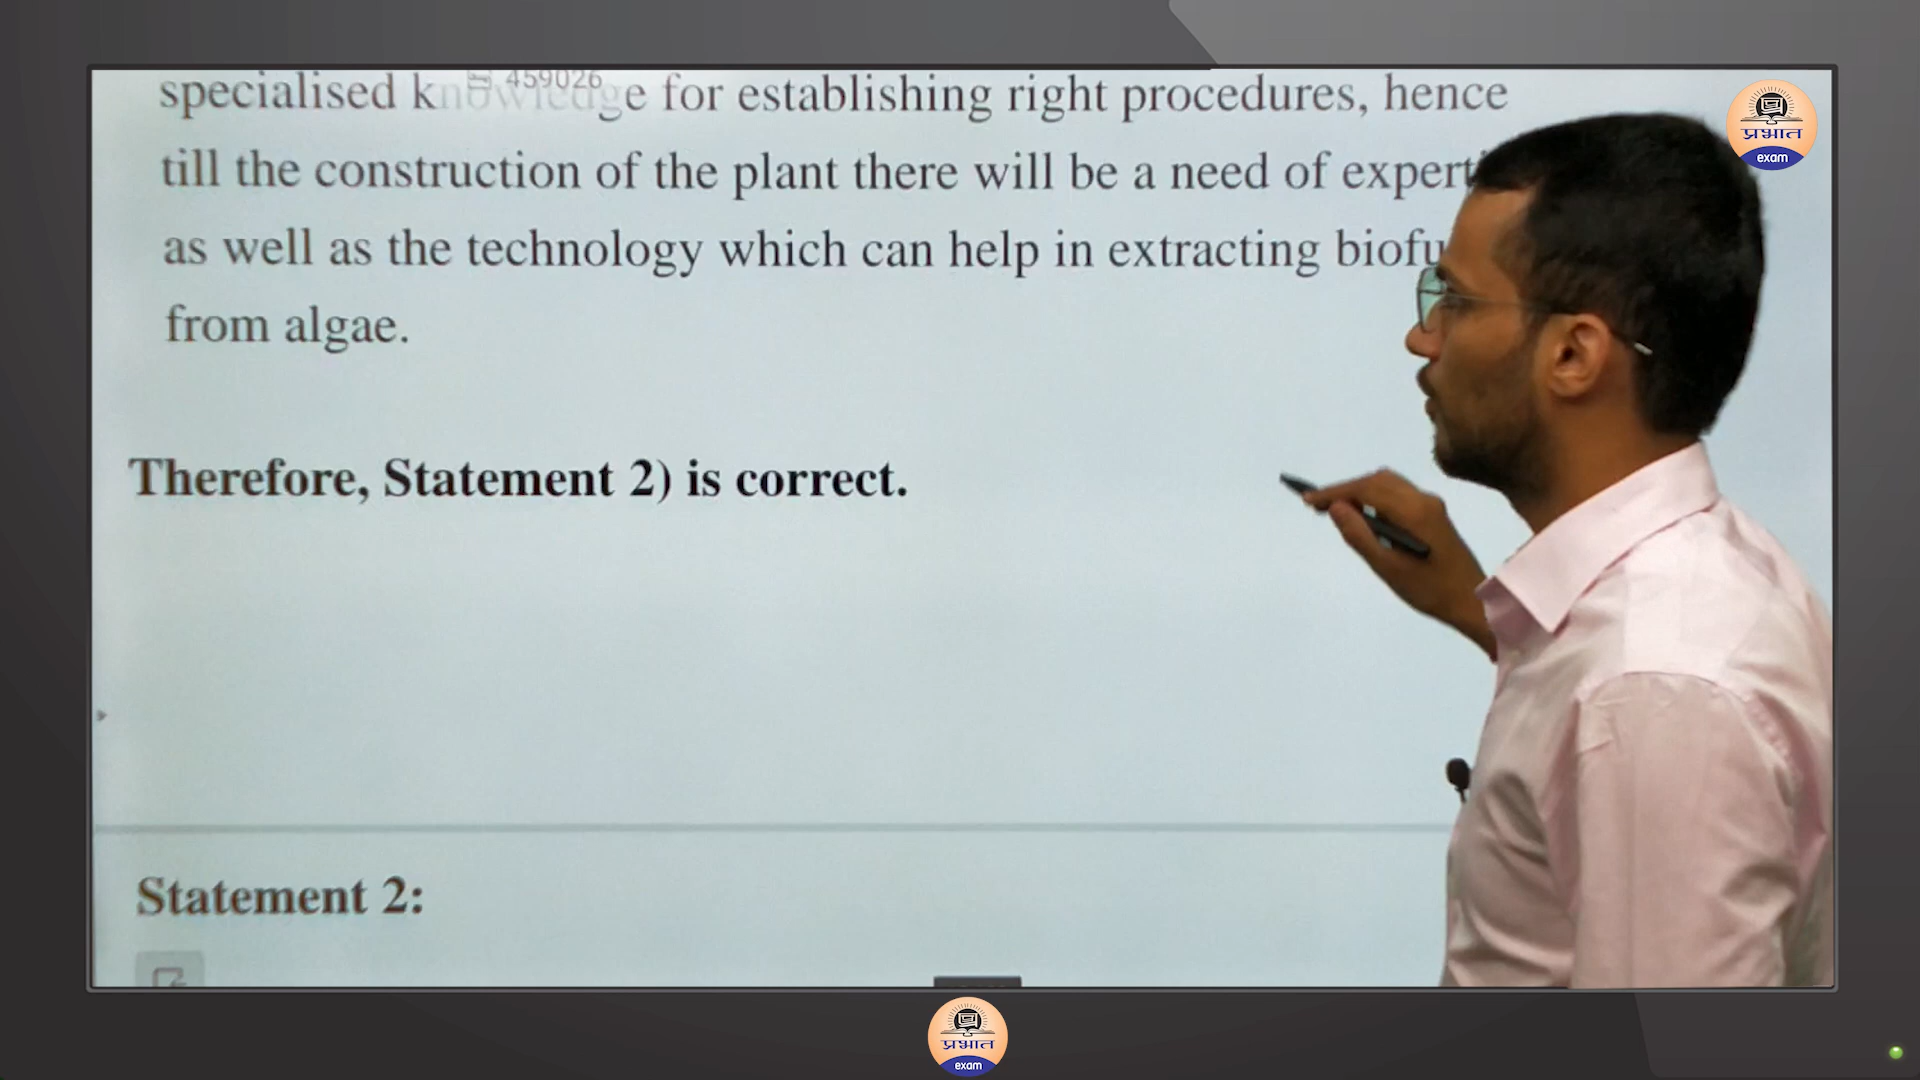 459026
specialised knowledge for establishing right procedures, hence
till the construction of the plant there will be a need of
as well as the technology which can help in extracting
from algae.
Therefore, Statement 2) is correct.
Statement 2:
प्रभात
exam
प्रभात
exam